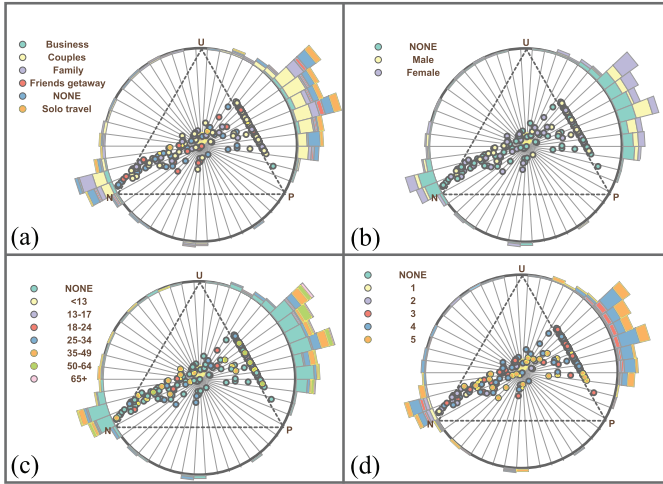 Business
Couples
Family
Friends getaway
NONE
Solo travel
U
N
P
(a)
NONE
Male
Female
U
N
P
(b)
NONE
<13
13-17
18-24
25-34
35-49
50-64
65+
U
N
P
(c)
NONE
1
2
3
4
5
U
N
P
(d)